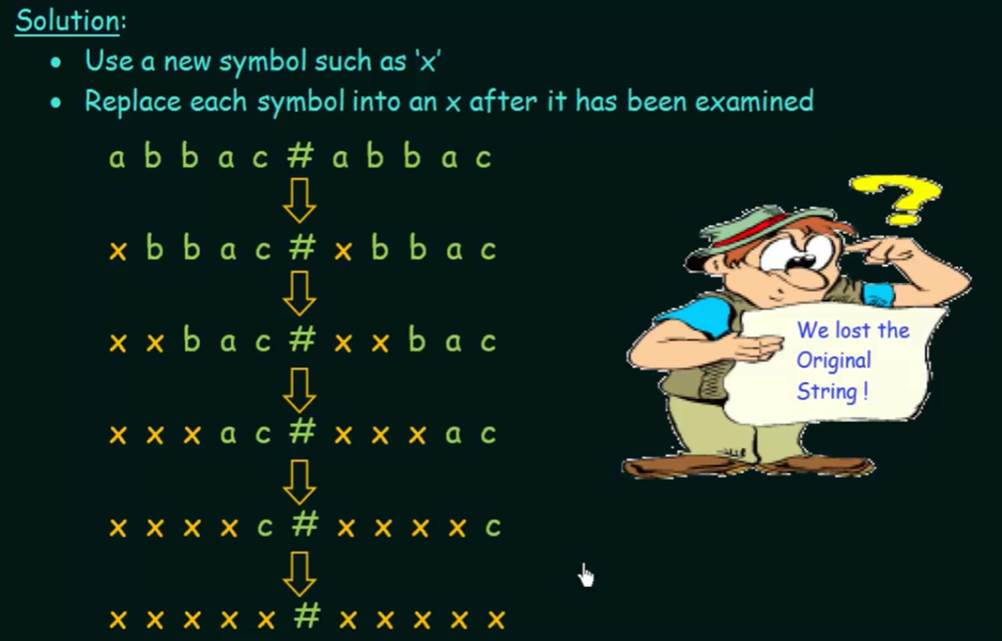 Solution:
• Use a new symbol such as ‘x’
• Replace each symbol into an x after it has been examined
a b b a c # a b b a c
x b b a c # x b b a c
?
x x b a c # x x b a c
We lost the
Original
String !
x x x a c # x x x a c
x x x x c # x x x x c
x x x x x # x x x x x